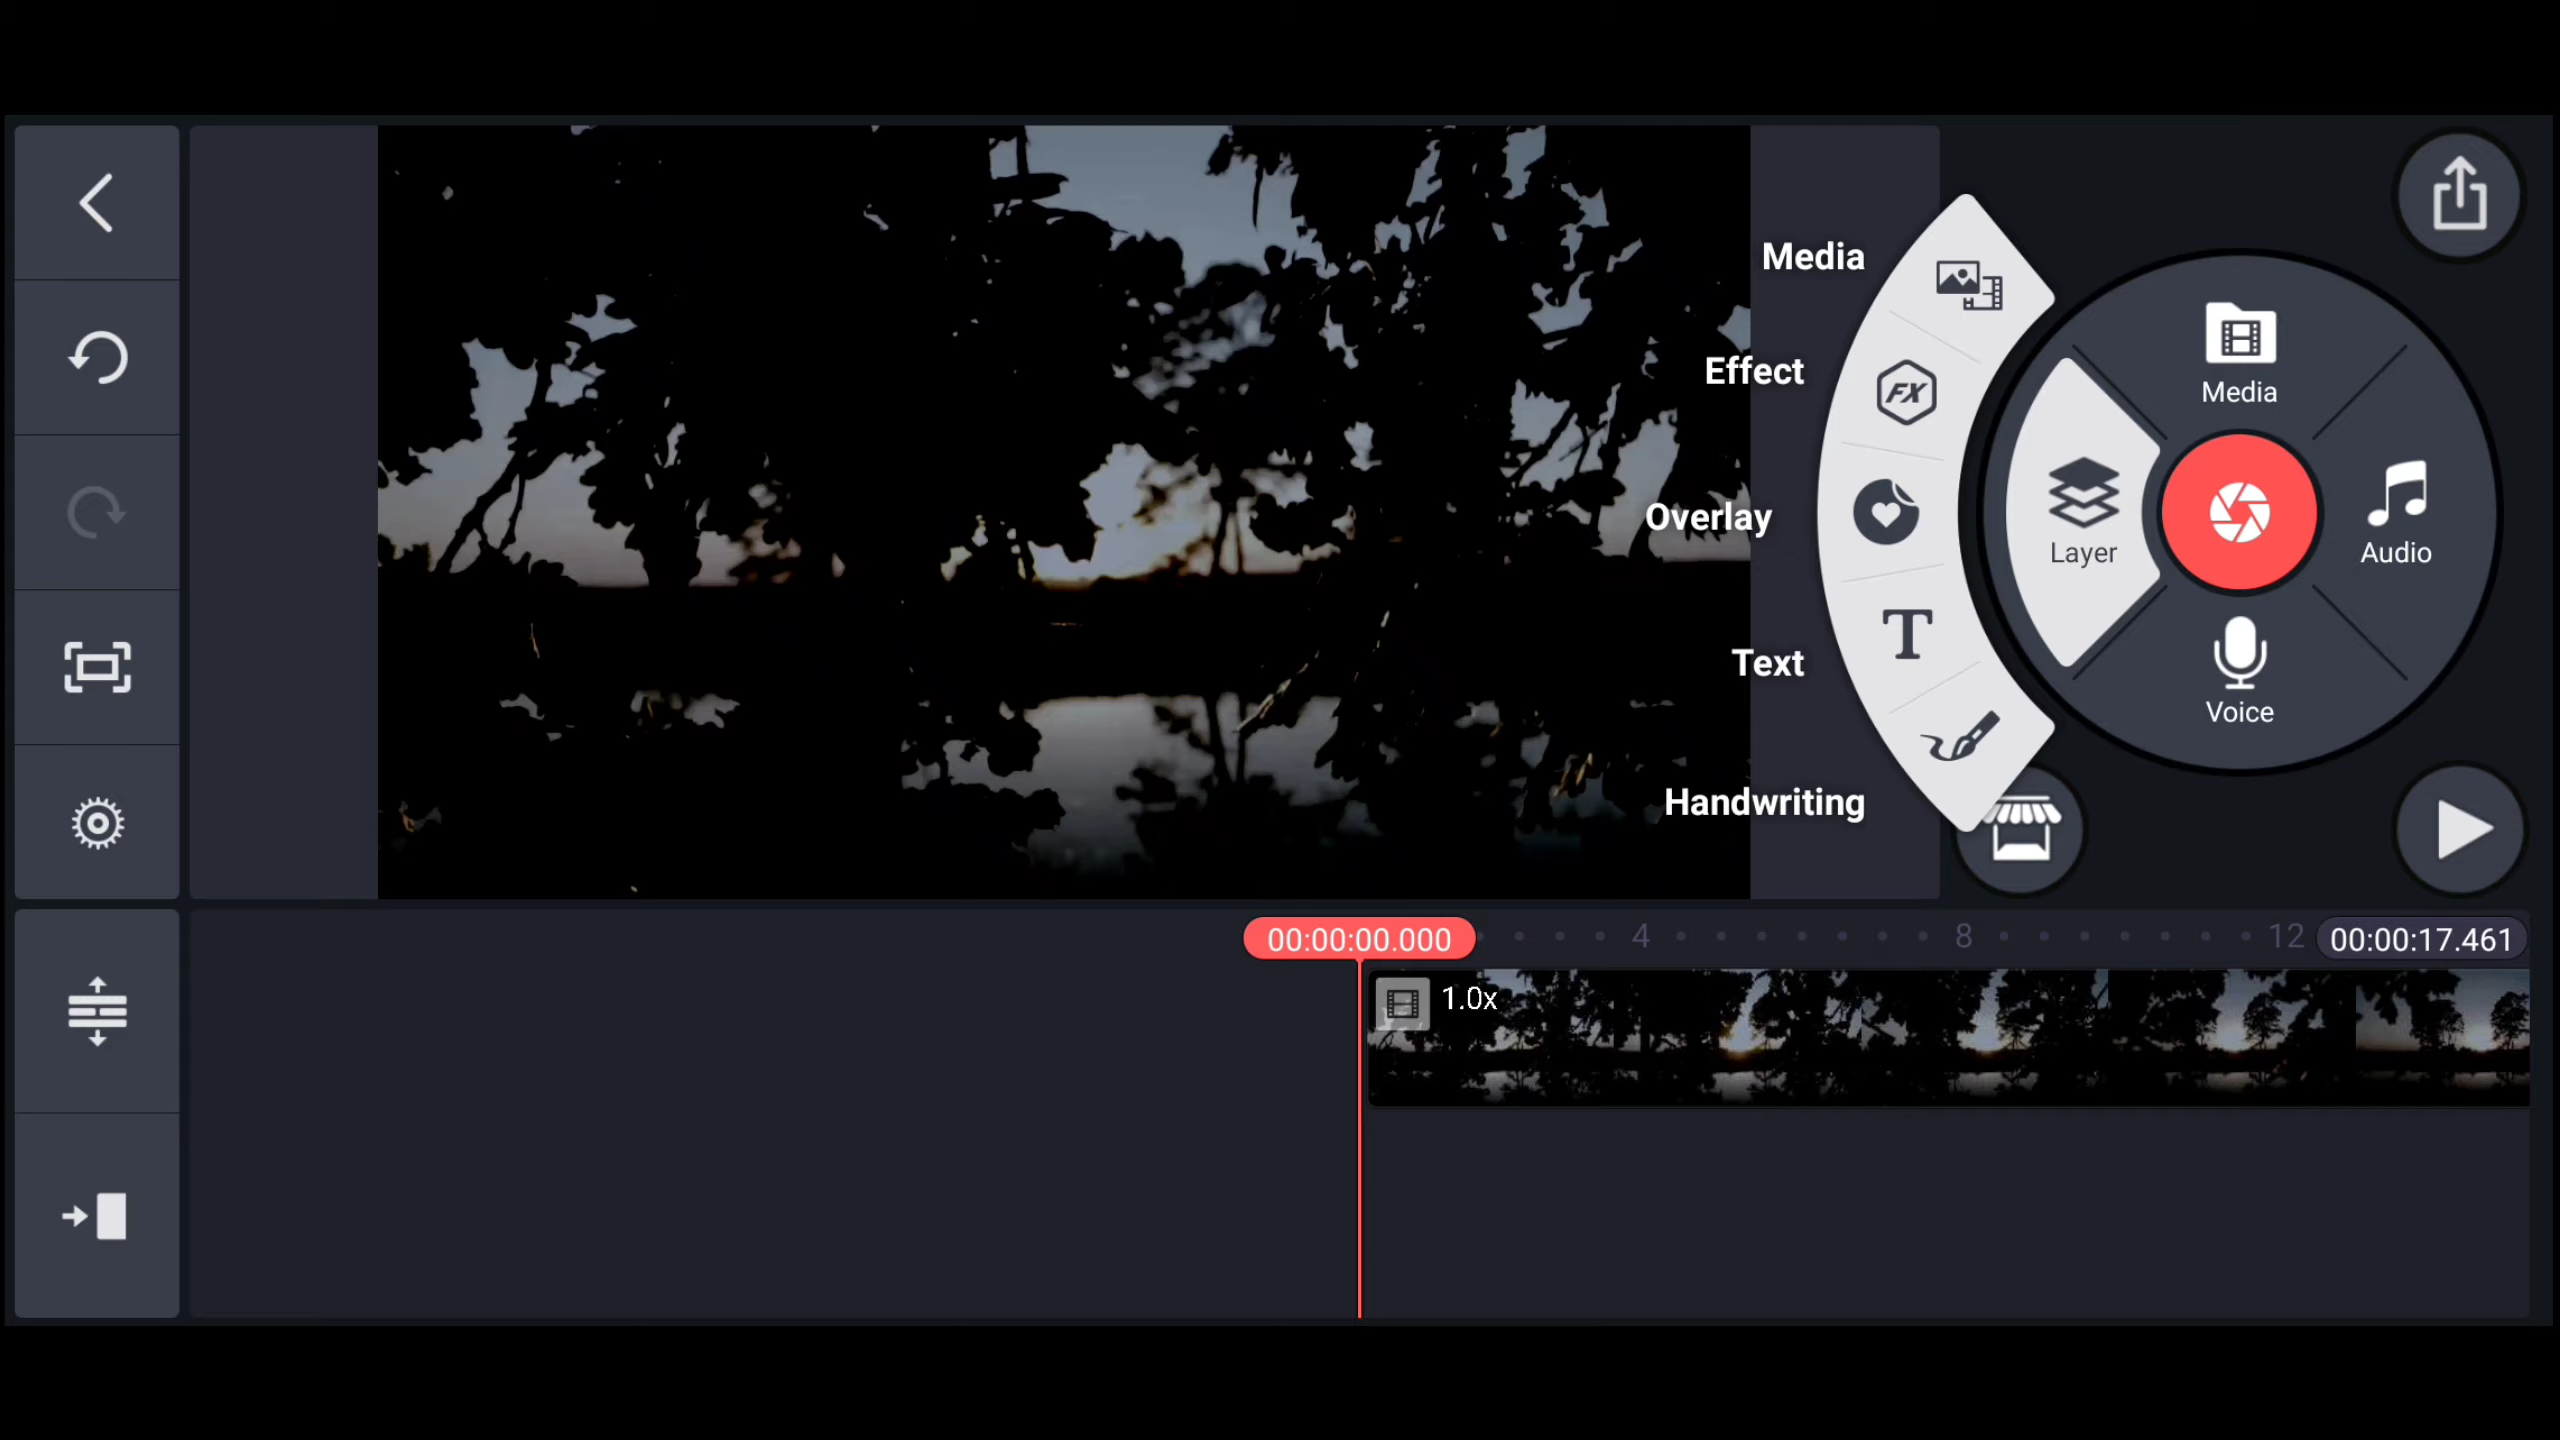 Media
Effect
FX
Overlay
Text
T
Handwriting
Media
Layer
Audio
Voice
00:00:00.000
4
8
12
00:00:17.461
1.0x